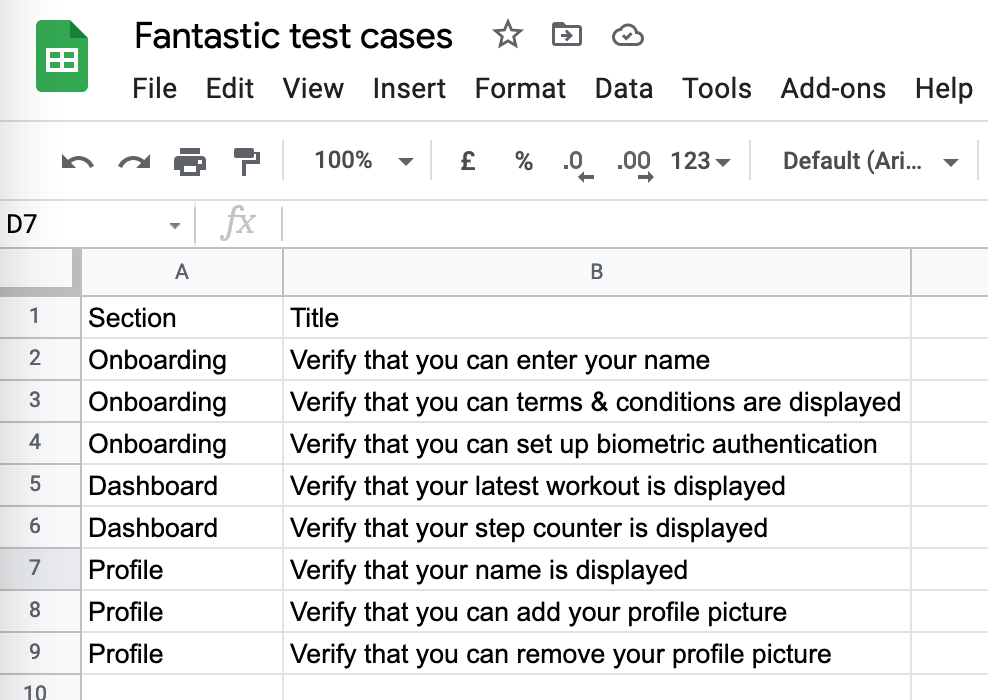 Fantastic test cases
File Edit View Insert Format Data Tools Add-ons Help
100% £ % .0 .00 123 Default (Ari...
D7 fx
A B
1 Section Title
2 Onboarding Verify that you can enter your name
3 Onboarding Verify that you can terms & conditions are displayed
4 Onboarding Verify that you can set up biometric authentication
5 Dashboard Verify that your latest workout is displayed
6 Dashboard Verify that your step counter is displayed
7 Profile Verify that your name is displayed
8 Profile Verify that you can add your profile picture
9 Profile Verify that you can remove your profile picture
10